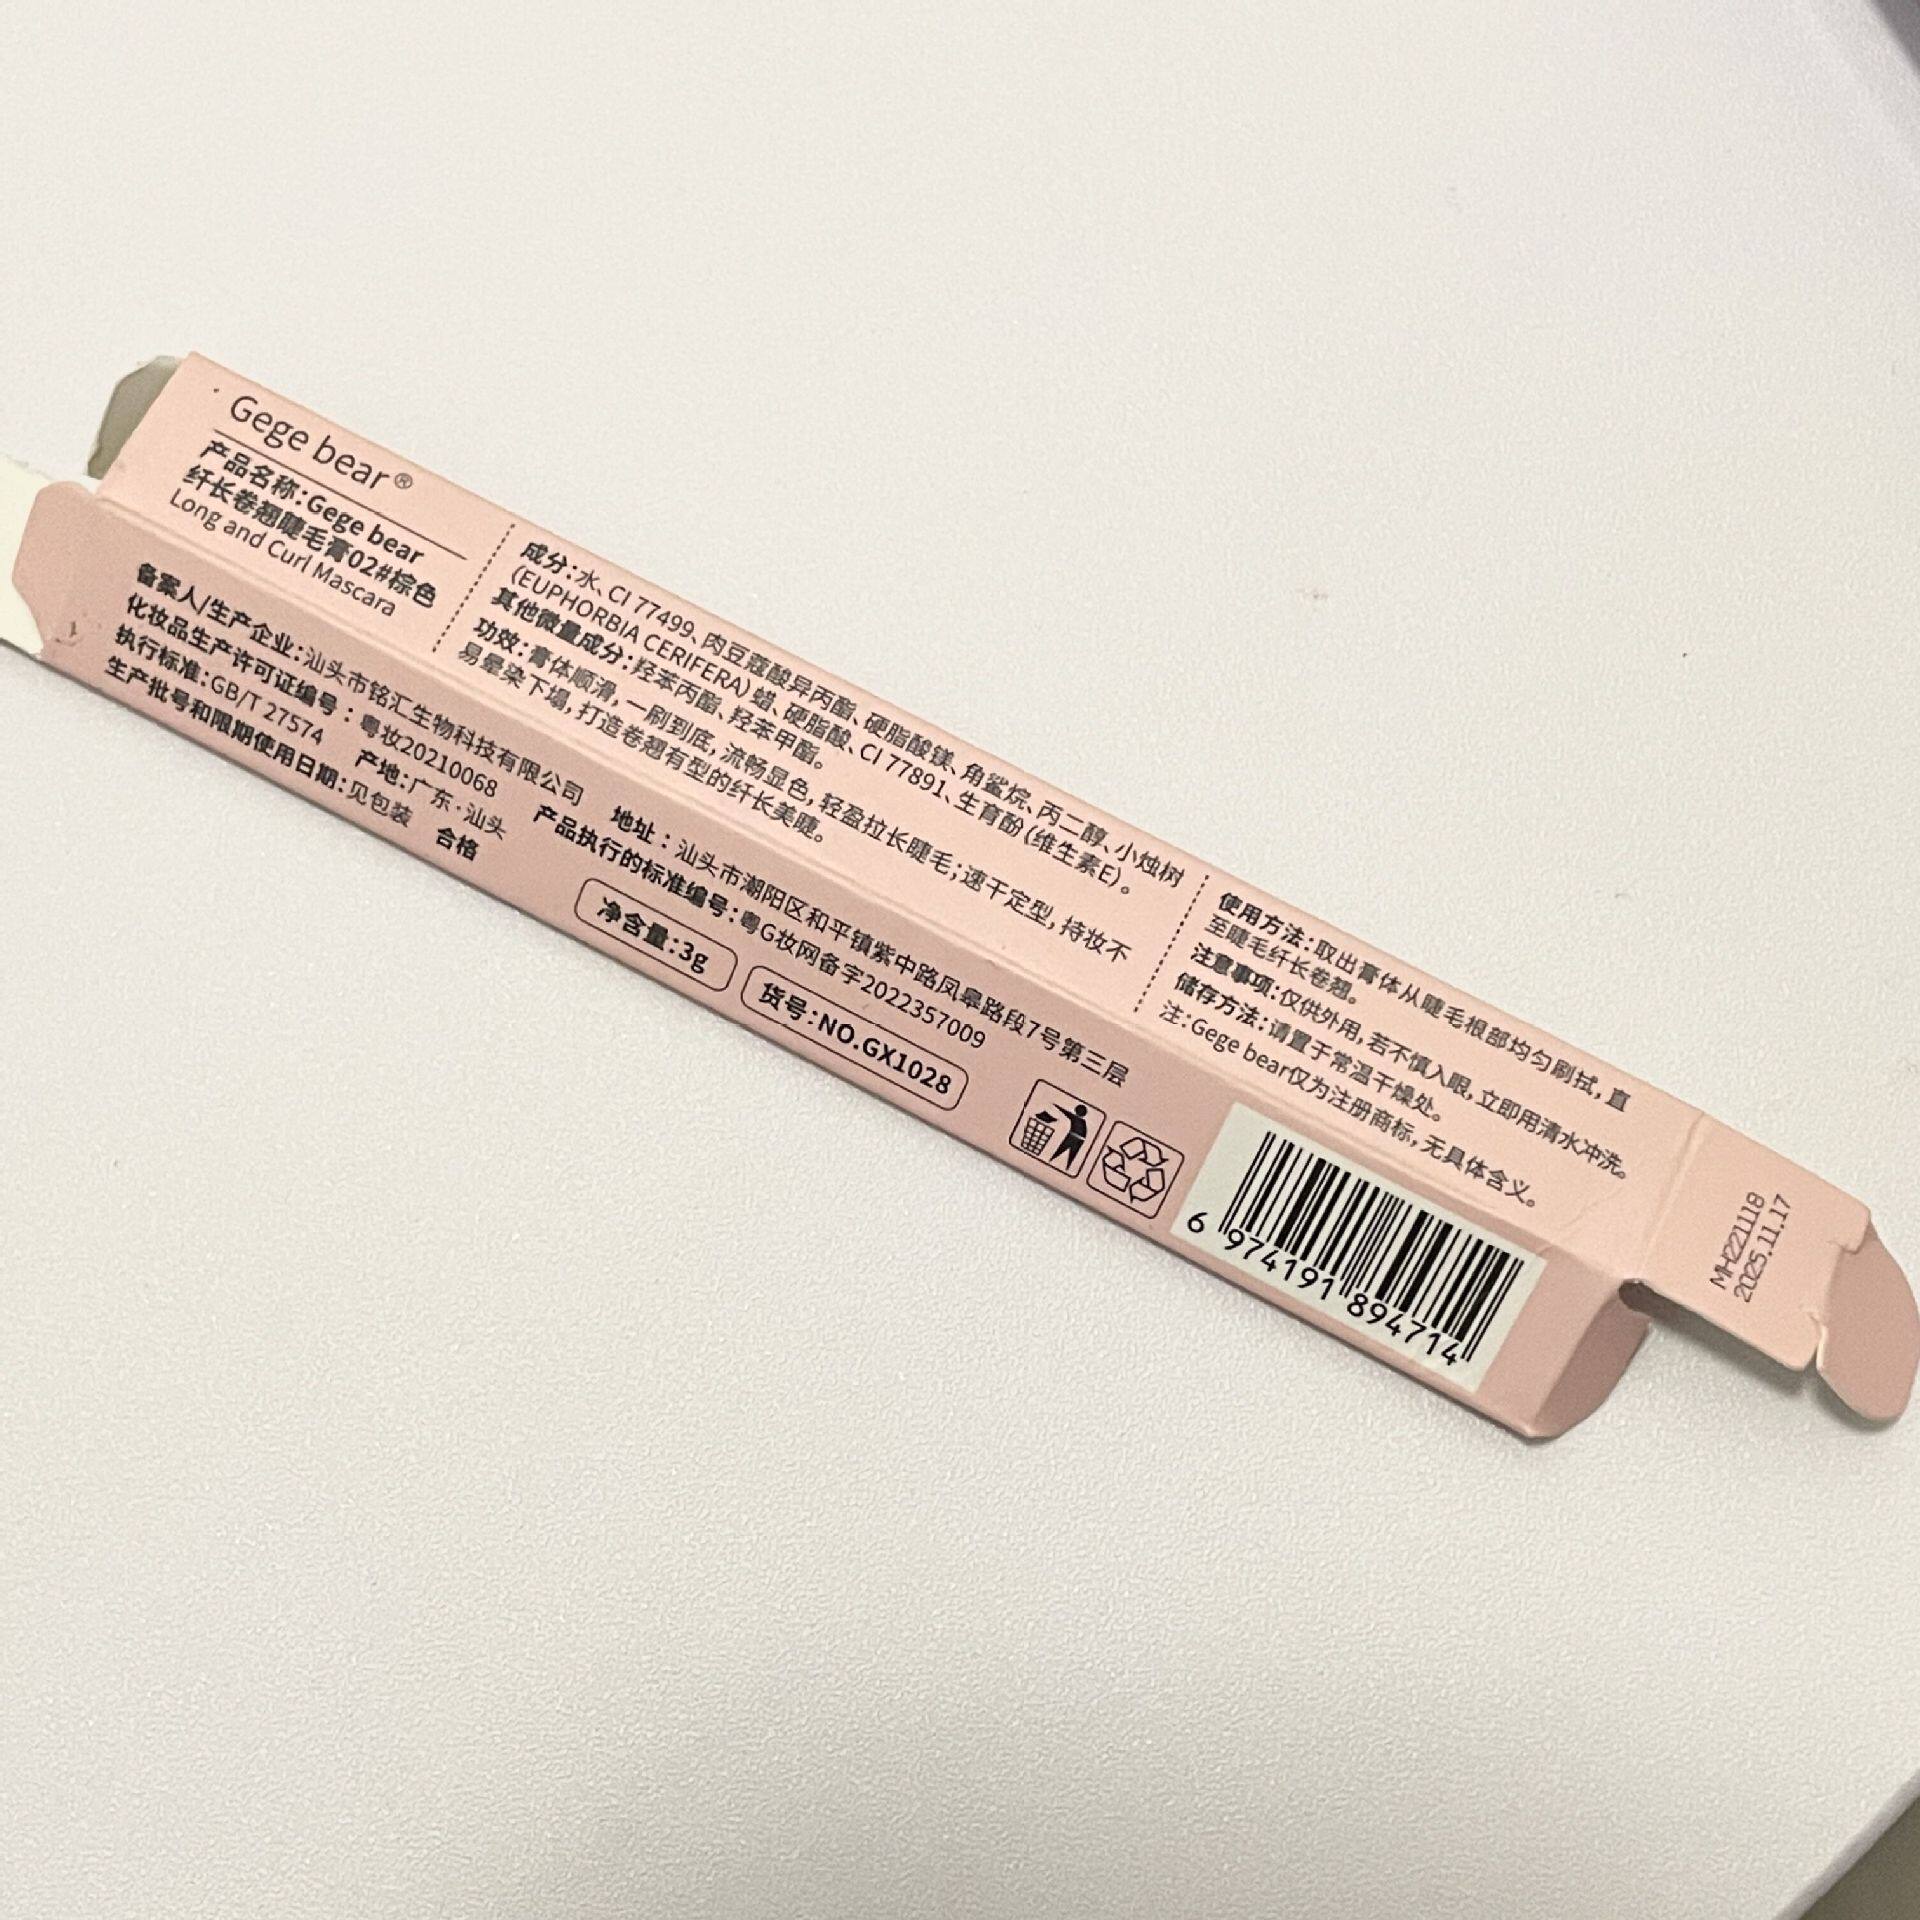 Gege bear®
产品名称:Gege bear
纤长卷翘睫毛膏02#棕色
Long and Curl Mascara
成分:水、CI 77499、肉豆蔻酸异丙酯、硬脂酸镁、角鲨烷、丙二醇、小烛树
(EUPHORBIA CERIFERA) 蜡、硬脂酸、CI 77891、生育酚(维生素E)。
其他微量成分:羟苯丙酯、羟苯甲酯。
功效:膏体顺滑,一刷到底,流畅显色,轻盈拉长睫毛;速干定型,持妆不
易晕染下塌,打造卷翘有型的纤长美睫。
使用方法:取出膏体从睫毛根部均匀刷拭,直
至睫毛纤长卷翘。
注意事项:仅供外用,若不慎入眼,立即用清水冲洗。
储存方法:请置于常温干燥处。
注:Gege bear仅为注册商标,无具体含义。
备案人/生产企业:汕头市铭汇生物科技有限公司 地址:汕头市潮阳区和平镇紫中路凤皋路段7号第三层
化妆品生产许可证编号:粤妆20210068 产品执行的标准编号:粤G妆网备字2022357009
执行标准:GB/T 27574 产地:广东·汕头
生产批号和限期使用日期:见包装 合格
净含量:3g
货号:NO.GX1028
6 974191 894714
MH221118
2025.11.17